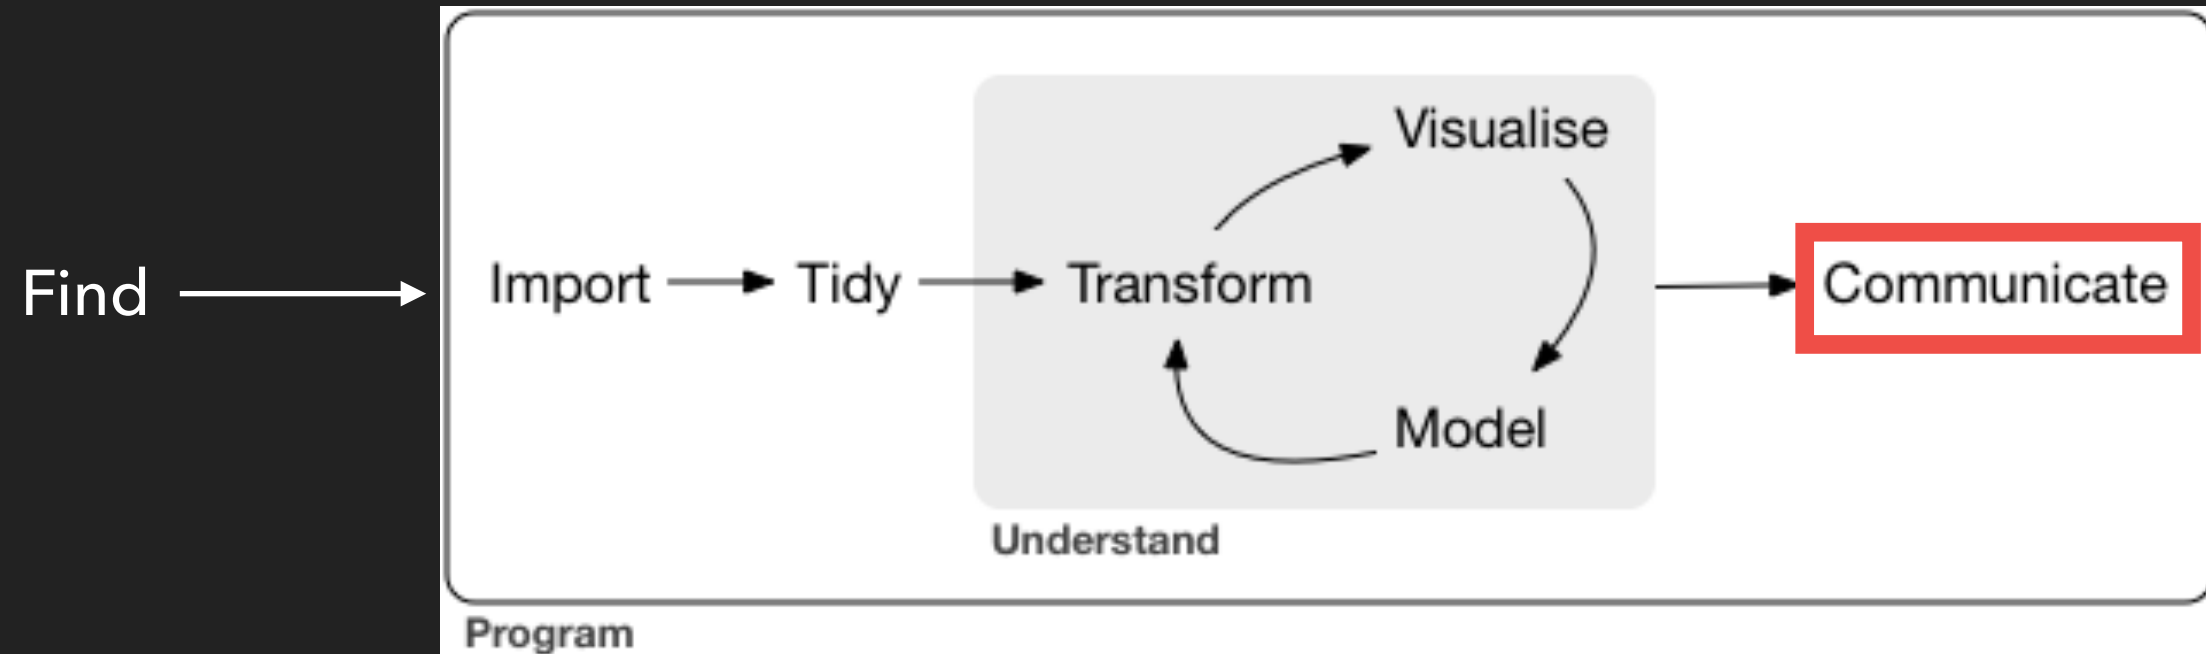 Visualise
Find
Import
Tidy
Transform
Communicate
Model
Understand
Program